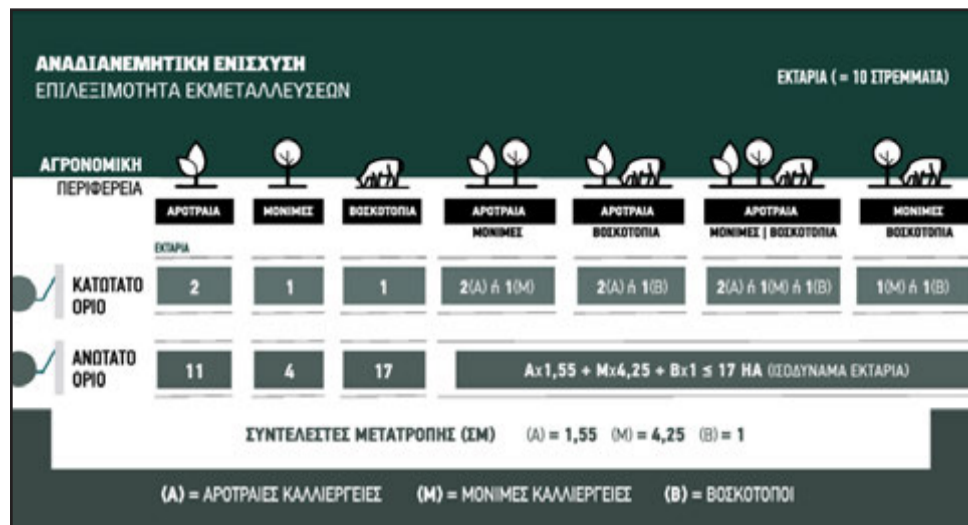 ΑΝΑΔΙΑΝΕΜΗΤΙΚΗ ΕΝΙΣΧΥΣΗ
ΕΠΙΛΕΞΙΜΟΤΗΤΑ ΕΚΜΕΤΑΛΛΕΥΣΕΩΝ
ΕΚΤΑΡΙΑ ( = 10 ΣΤΡΕΜΜΑΤΑ)
ΑΓΡΟΝΟΜΙΚΗ
ΠΕΡΙΦΕΡΕΙΑ
ΑΡΟΤΡΑΙΑ ΜΟΝΙΜΕΣ ΒΟΣΚΟΤΟΠΙΑ ΑΡΟΤΡΑΙΑ ΑΡΟΤΡΑΙΑ ΑΡΟΤΡΑΙΑ ΜΟΝΙΜΕΣ
ΜΟΝΙΜΕΣ ΒΟΣΚΟΤΟΠΙΑ ΜΟΝΙΜΕΣ | ΒΟΣΚΟΤΟΠΙΑ ΒΟΣΚΟΤΟΠΙΑ
ΕΚΤΑΡΙΑ
ΚΑΤΩΤΑΤΟ
ΟΡΙΟ
2 1 1 2(Α) ή 1(Μ) 2(Α) ή 1(Β) 2(Α) ή 1(Μ) ή 1(Β) 1(Μ) ή 1(Β)
ΑΝΩΤΑΤΟ
ΟΡΙΟ
11 4 17 Αx1,55 + Μx4,25 + Βx1 ≤ 17 HA (ΙΣΟΔΥΝΑΜΑ ΕΚΤΑΡΙΑ)
ΣΥΝΤΕΛΕΣΤΕΣ ΜΕΤΑΤΡΟΠΗΣ (ΣΜ) (Α) = 1,55 (Μ) = 4,25 (Β) = 1
(Α) = ΑΡΟΤΡΑΙΕΣ ΚΑΛΛΙΕΡΓΕΙΕΣ (Μ) = ΜΟΝΙΜΕΣ ΚΑΛΛΙΕΡΓΕΙΕΣ (Β) = ΒΟΣΚΟΤΟΠΟΙ